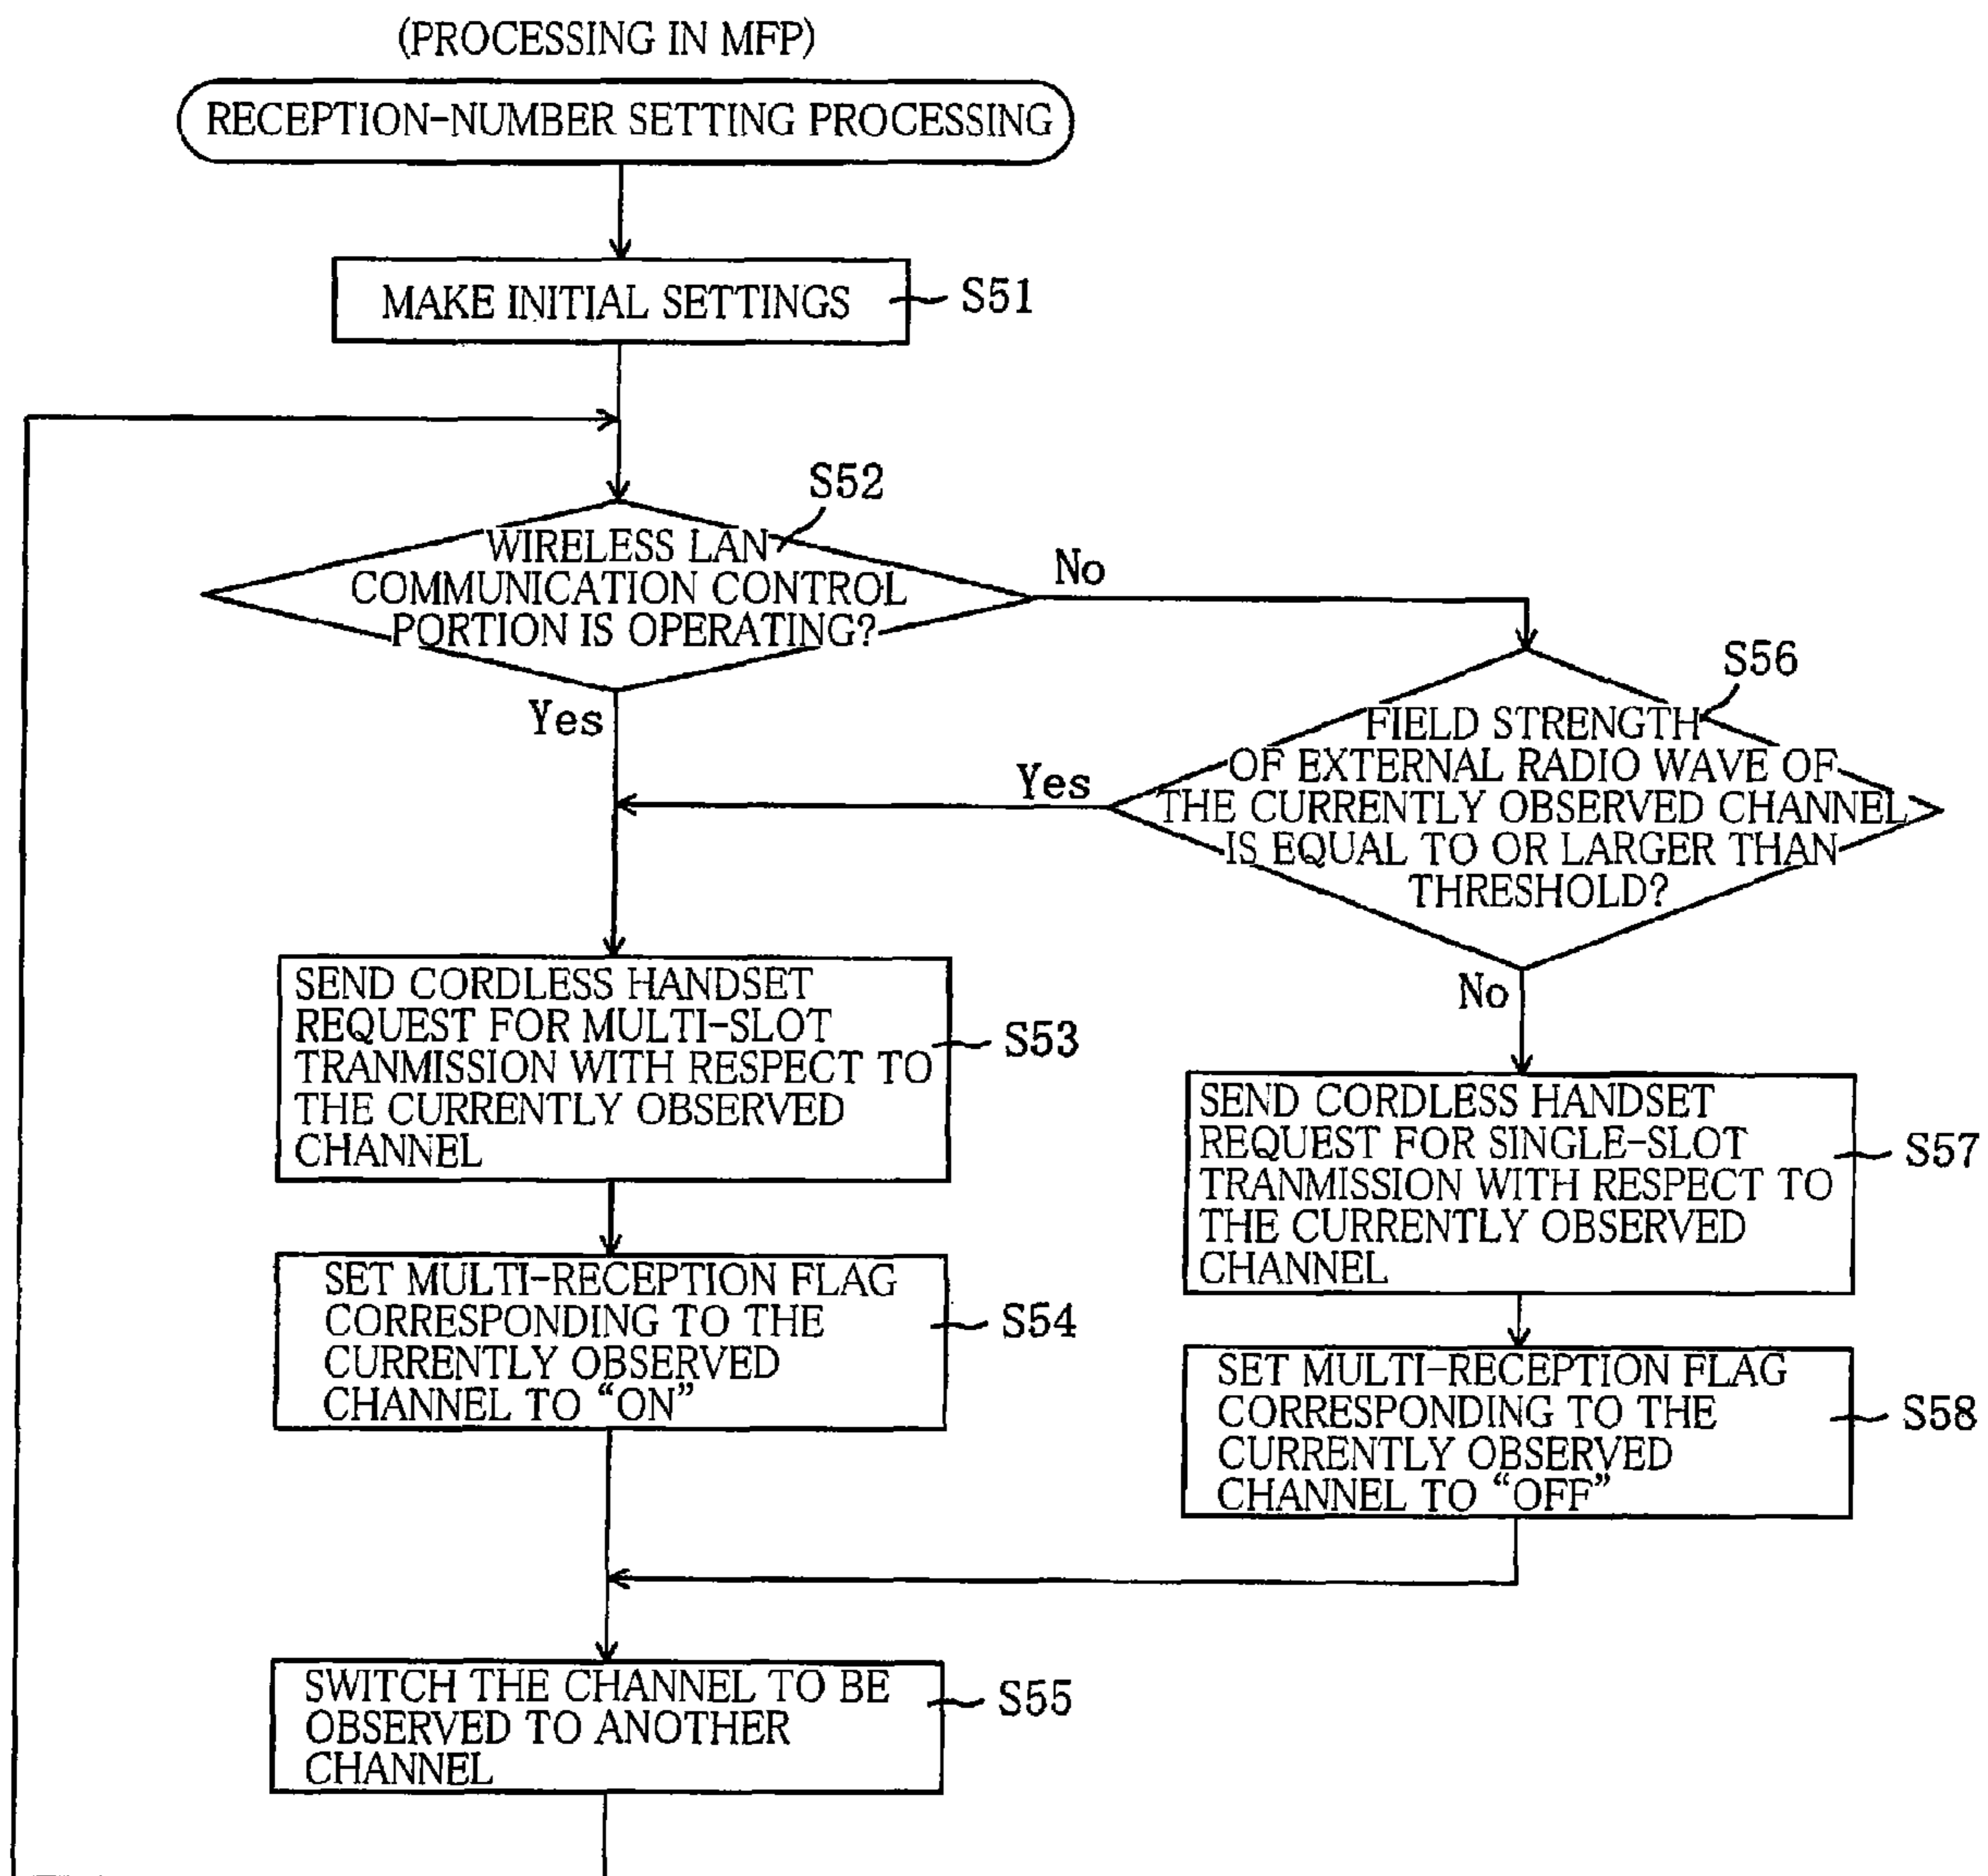 (PROCESSING IN MFP)
RECEPTION-NUMBER SETTING PROCESSING
MAKE INITIAL SETTINGS
S51
S52
WIRELESS LAN
COMMUNICATION CONTROL
PORTION IS OPERATING?
No
Yes
S56
FIELD STRENGTH
OF EXTERNAL RADIO WAVE OF
THE CURRENTLY OBSERVED CHANNEL
IS EQUAL TO OR LARGER THAN
THRESHOLD?
Yes
No
SEND CORDLESS HANDSET
REQUEST FOR MULTI-SLOT
TRANMISSION WITH RESPECT TO
THE CURRENTLY OBSERVED
CHANNEL
S53
SEND CORDLESS HANDSET
REQUEST FOR SINGLE-SLOT
TRANMISSION WITH RESPECT TO
THE CURRENTLY OBSERVED
CHANNEL
S57
SET MULTI-RECEPTION FLAG
CORRESPONDING TO THE
CURRENTLY OBSERVED
CHANNEL TO “ON”
S54
SET MULTI-RECEPTION FLAG
CORRESPONDING TO THE
CURRENTLY OBSERVED
CHANNEL TO “OFF”
S58
SWITCH THE CHANNEL TO BE
OBSERVED TO ANOTHER
CHANNEL
S55